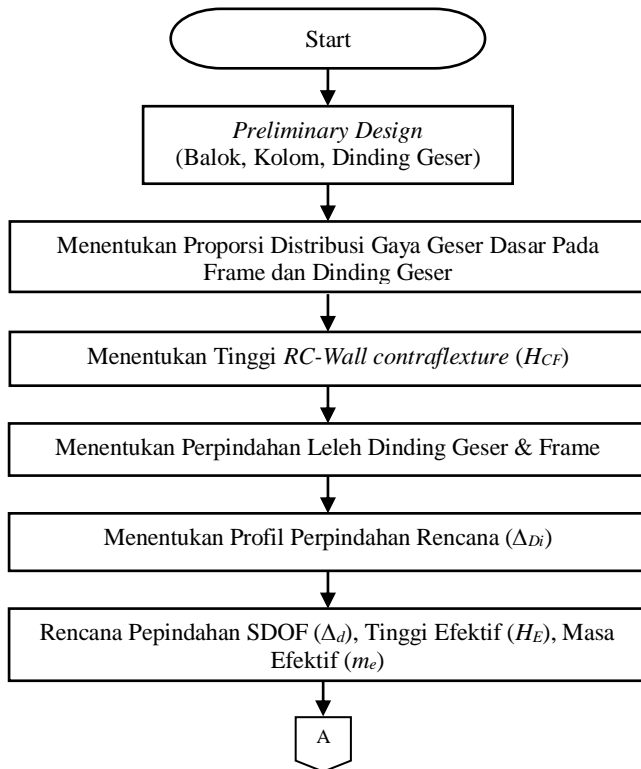 Start
Preliminary Design
(Balok, Kolom, Dinding Geser)
Menentukan Proporsi Distribusi Gaya Geser Dasar Pada
Frame dan Dinding Geser
Menentukan Tinggi RC-Wall contraflexture (HCF)
Menentukan Perpindahan Leleh Dinding Geser & Frame
Menentukan Profil Perpindahan Rencana (ΔDi)
Rencana Pepindahan SDOF (Δd), Tinggi Efektif (HE), Masa
Efektif (me)
A